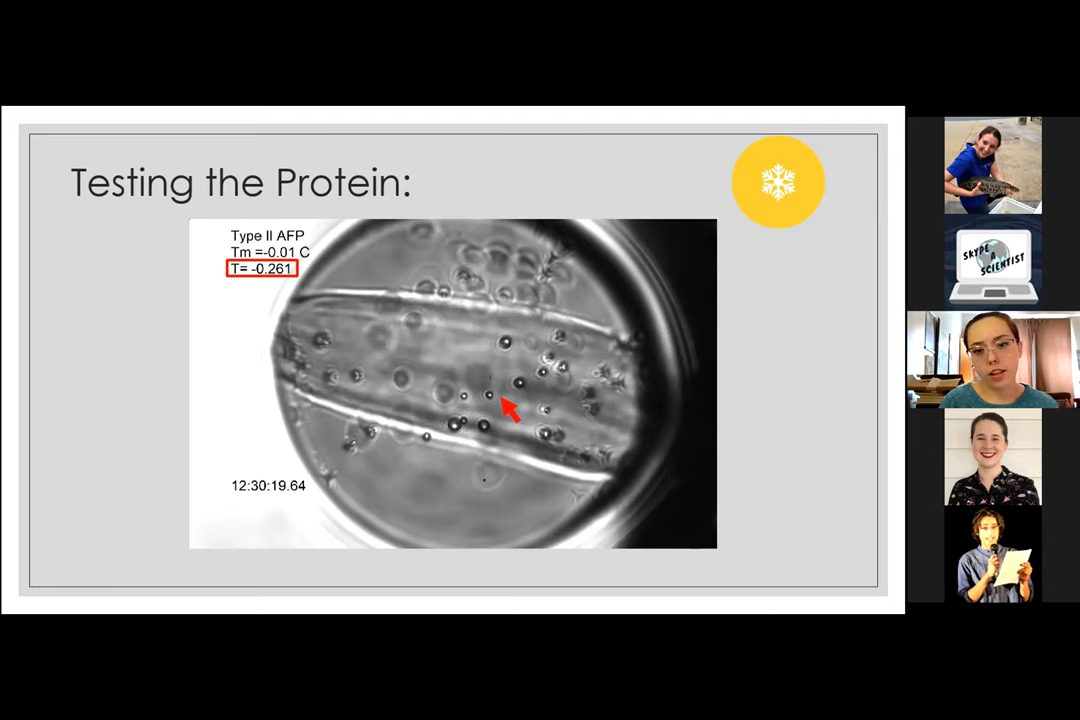 Testing the Protein:
Type II AFP
Tm =-0.01 C
T= -0.261
12:30:19.64
SKYPE
A
SCIENTIST